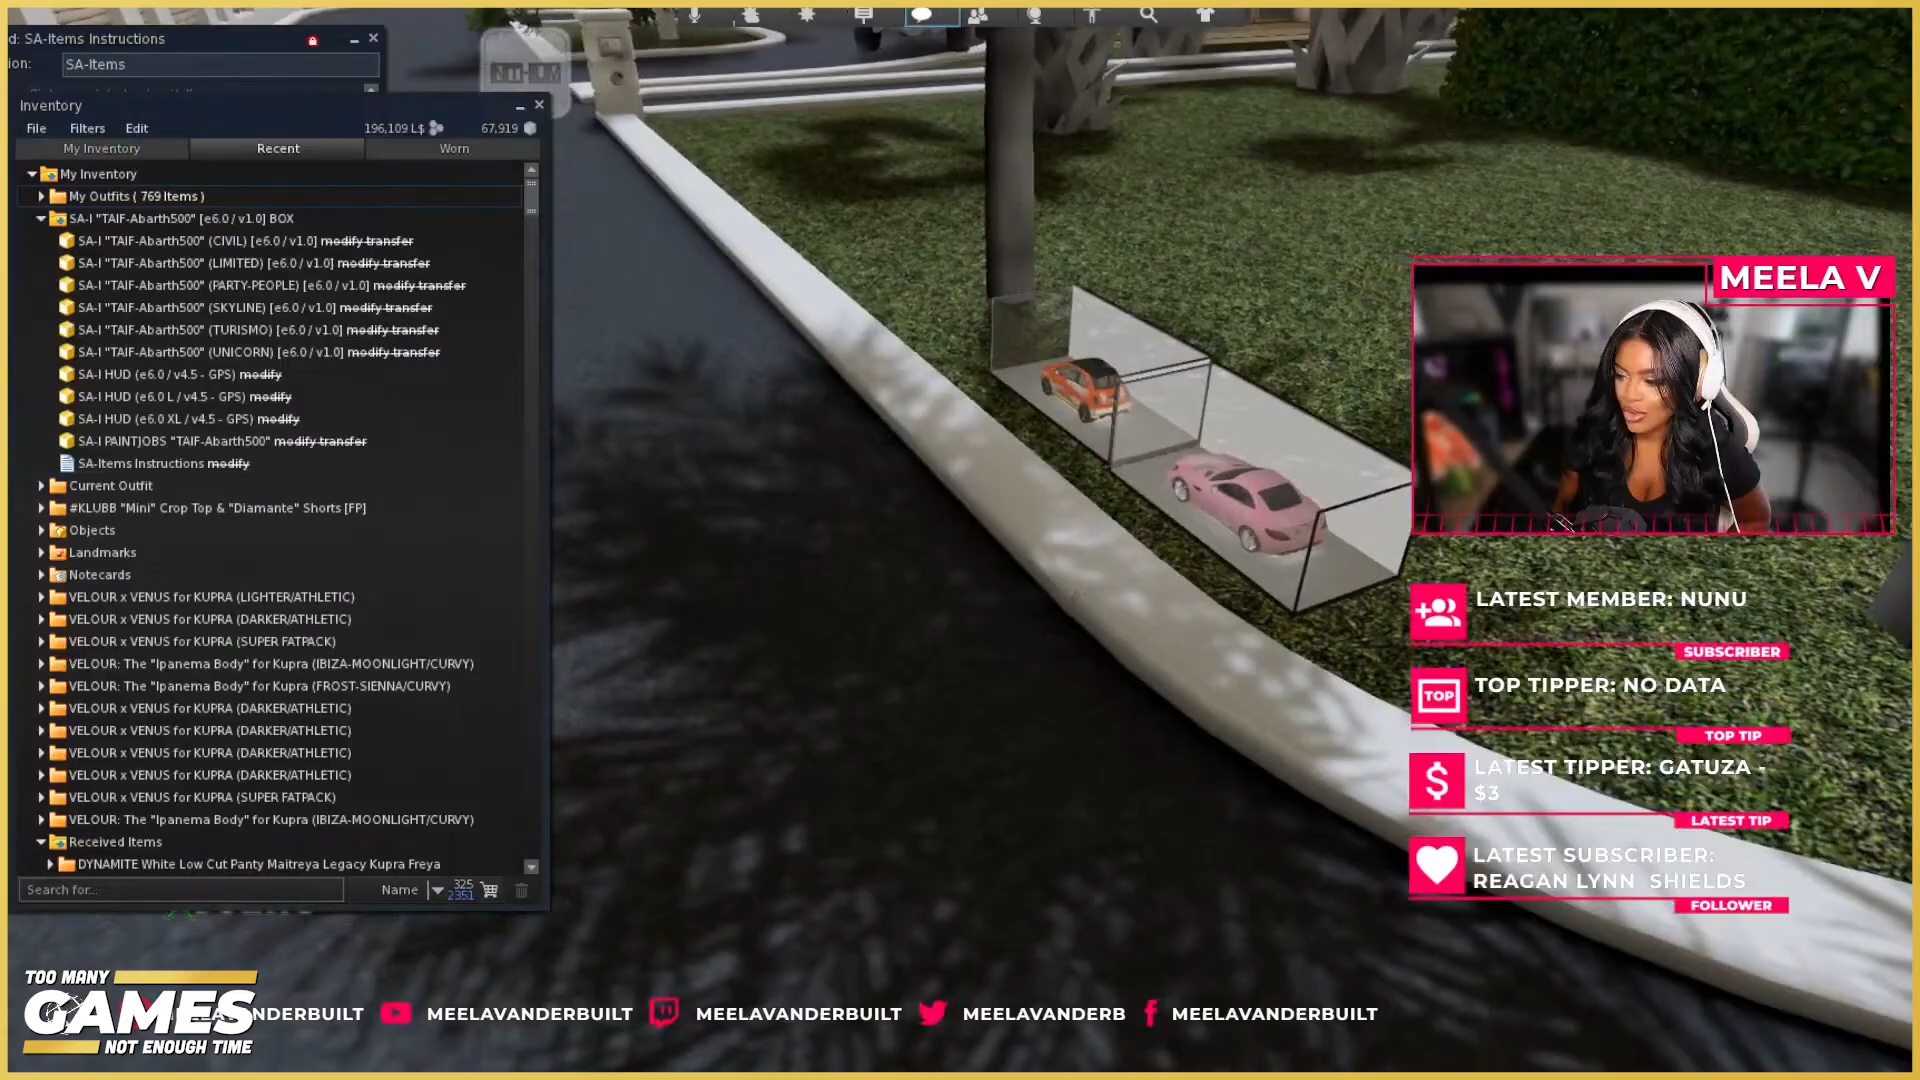 d: SA-Items Instructions
ion: SA-Items
Inventory
File Filters Edit 196,109 L$ 67,919
My Inventory Recent Worn
My Inventory
My Outfits ( 769 Items )
SA-I "TAIF-Abarth500" [e6.0 / v1.0] BOX
SA-I "TAIF-Abarth500" (CIVIL) [e6.0 / v1.0] modify transfer
SA-I "TAIF-Abarth500" (LIMITED) [e6.0 / v1.0] modify transfer
SA-I "TAIF-Abarth500" (PARTY-PEOPLE) [e6.0 / v1.0] modify transfer
SA-I "TAIF-Abarth500" (SKYLINE) [e6.0 / v1.0] modify transfer
SA-I "TAIF-Abarth500" (TURISMO) [e6.0 / v1.0] modify transfer
SA-I "TAIF-Abarth500" (UNICORN) [e6.0 / v1.0] modify transfer
SA-I HUD (e6.0 / v4.5 - GPS) modify
SA-I HUD (e6.0 L / v4.5 - GPS) modify
SA-I HUD (e6.0 XL / v4.5 - GPS) modify
SA-I PAINTJOBS "TAIF-Abarth500" modify transfer
SA-Items Instructions modify
Current Outfit
#KLUBB "Mini" Crop Top & "Diamante" Shorts [FP]
Objects
Landmarks
Notecards
VELOUR x VENUS for KUPRA (LIGHTER/ATHLETIC)
VELOUR x VENUS for KUPRA (DARKER/ATHLETIC)
VELOUR x VENUS for KUPRA (SUPER FATPACK)
VELOUR: The "Ipanema Body" for Kupra (IBIZA-MOONLIGHT/CURVY)
VELOUR: The "Ipanema Body" for Kupra (FROST-SIENNA/CURVY)
VELOUR x VENUS for KUPRA (DARKER/ATHLETIC)
VELOUR x VENUS for KUPRA (DARKER/ATHLETIC)
VELOUR x VENUS for KUPRA (DARKER/ATHLETIC)
VELOUR x VENUS for KUPRA (DARKER/ATHLETIC)
VELOUR x VENUS for KUPRA (SUPER FATPACK)
VELOUR: The "Ipanema Body" for Kupra (IBIZA-MOONLIGHT/CURVY)
Received Items
DYNAMITE White Low Cut Panty Maitreya Legacy Kupra Freya
Search for... Name 325
2351
MEELA V
LATEST MEMBER: NUNU
SUBSCRIBER
TOP
TOP TIPPER: NO DATA
TOP TIP
LATEST TIPPER: GATUZA -
$3
LATEST TIP
LATEST SUBSCRIBER:
REAGAN LYNN SHIELDS
FOLLOWER
TOO MANY
GAMES
NOT ENOUGH TIME
NDERBUILT MEELAVANDERBUILT MEELAVANDERBUILT MEELAVANDERB MEELAVANDERBUILT